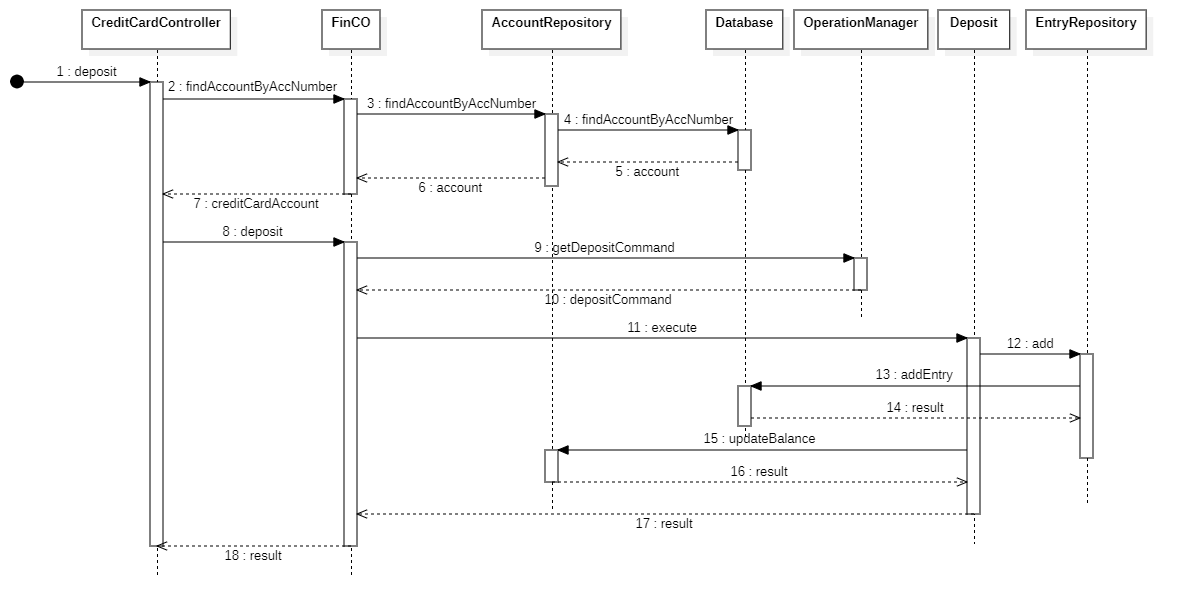 CreditCardController
FinCO
AccountRepository
Database
OperationManager
Deposit
EntryRepository
1 : deposit
2 : findAccountByAccNumber
3 : findAccountByAccNumber
4 : findAccountByAccNumber
5 : account
6 : account
7 : creditCardAccount
8 : deposit
9 : getDepositCommand
10 : depositCommand
11 : execute
12 : add
13 : addEntry
14 : result
15 : updateBalance
16 : result
17 : result
18 : result